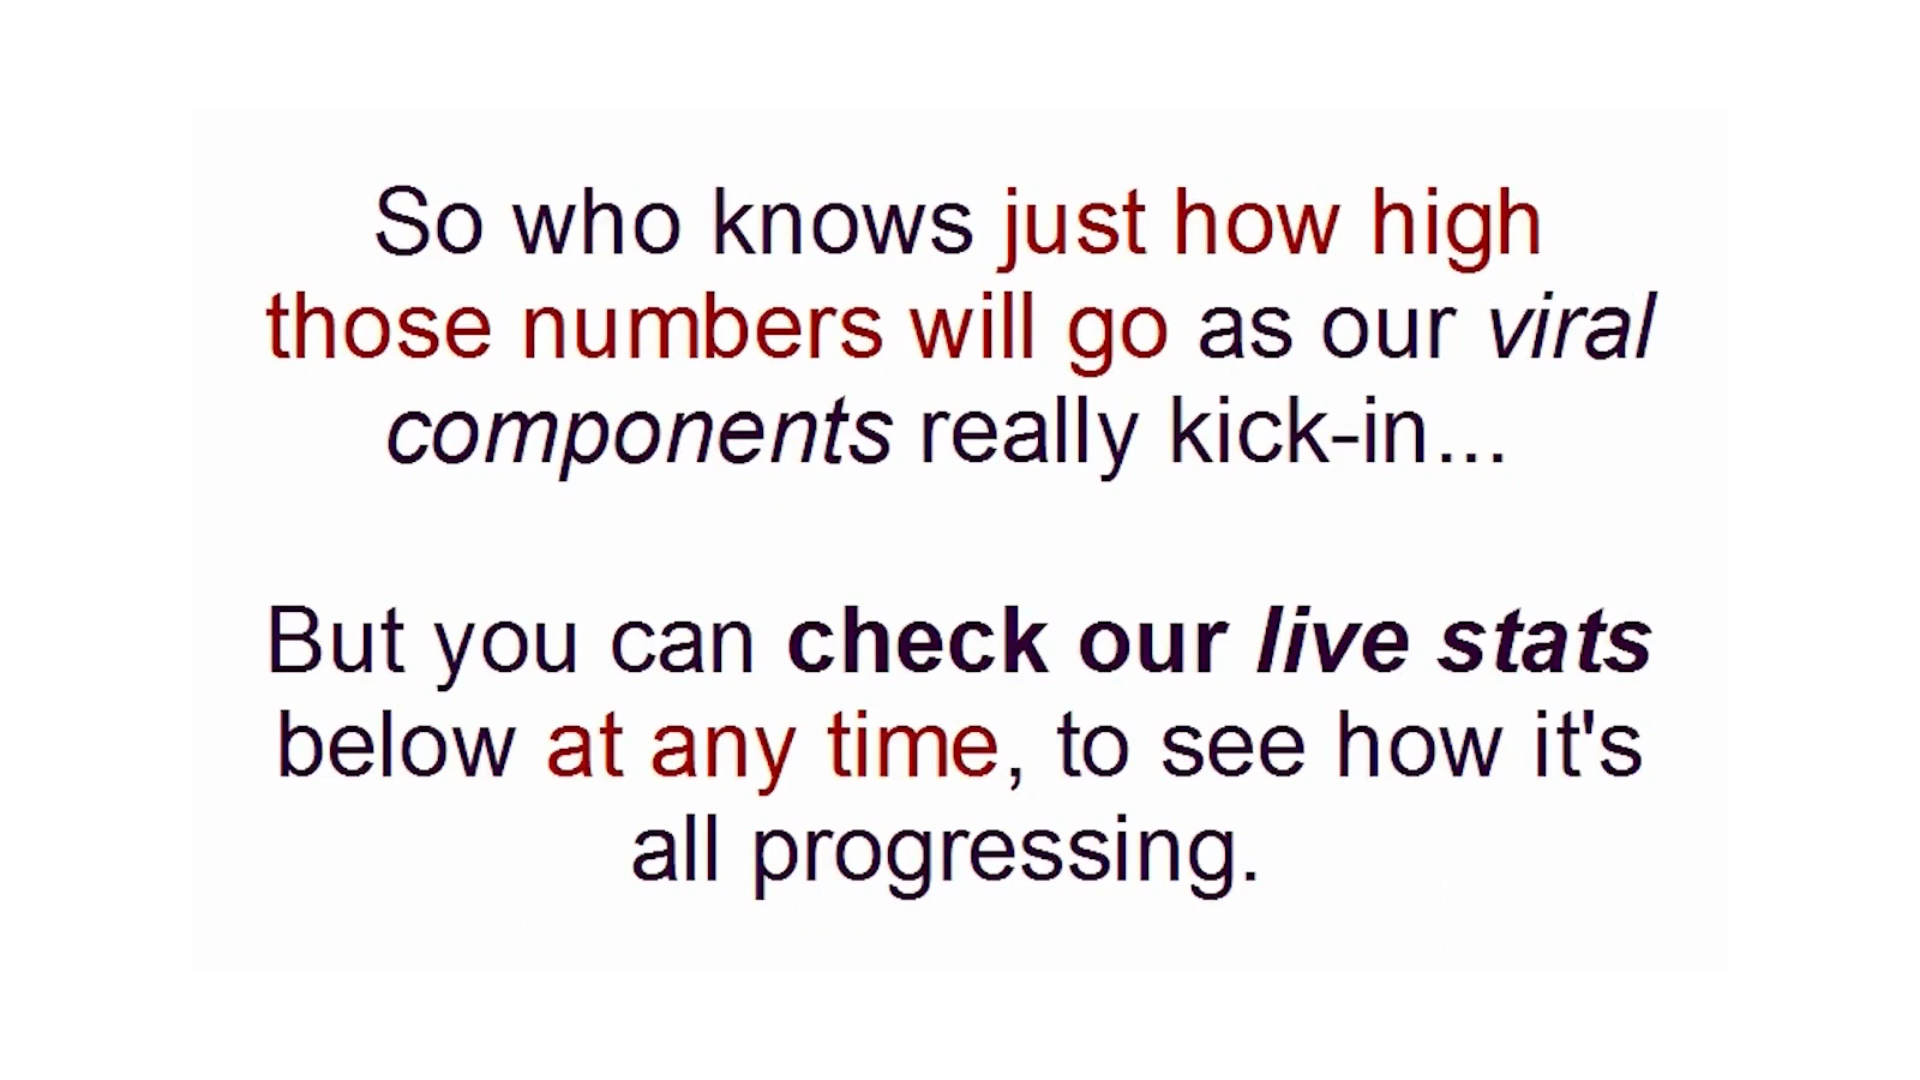 So who knows just how high
those numbers will go as our viral
components really kick-in...
But you can check our live stats
below at any time, to see how it's
all progressing.